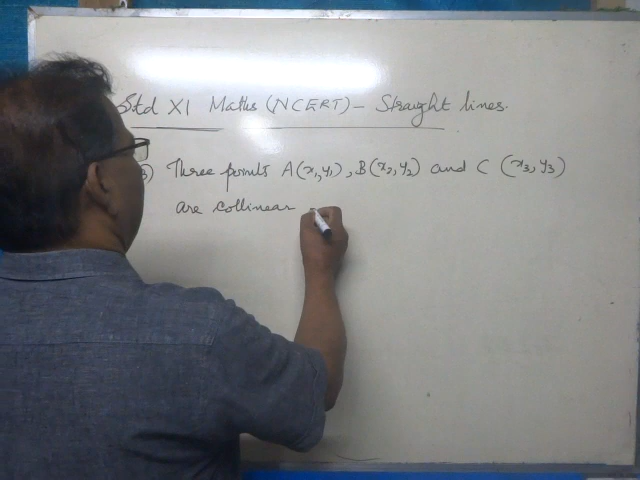 Std XI Maths (NCERT) - Straight lines.
) Three points A(x₁, y₁), B(x₂, y₂) and C (x₃, y₃)
are collinear